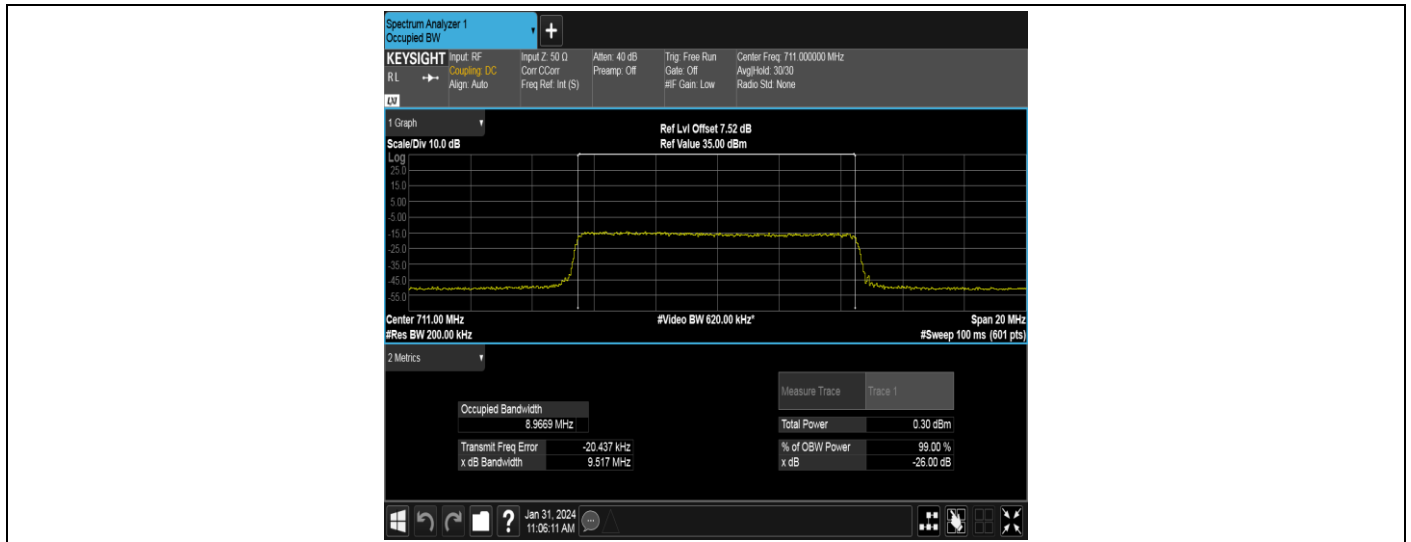 Spectrum Analyzer 1
Occupied BW
+
KEYSIGHT
R L
LXI
Input: RF
Coupling: DC
Align: Auto
Input Z: 50 Ω
Corr CCorr
Freq Ref: Int (S)
Atten: 40 dB
Preamp: Off
Trig: Free Run
Gate: Off
#IF Gain: Low
Center Freq: 711.000000 MHz
Avg|Hold: 30/30
Radio Std: None
1 Graph
Scale/Div 10.0 dB
Ref Lvl Offset 7.52 dB
Ref Value 35.00 dBm
Log
25.0
15.0
5.00
-5.00
-15.0
-25.0
-35.0
-45.0
-55.0
Center 711.00 MHz
#Video BW 620.00 kHz*
Span 20 MHz
#Res BW 200.00 kHz
#Sweep 100 ms (601 pts)
2 Metrics
Measure Trace Trace 1
Occupied Bandwidth
8.9669 MHz
Total Power 0.30 dBm
Transmit Freq Error -20.437 kHz
% of OBW Power 99.00 %
x dB Bandwidth 9.517 MHz
x dB -26.00 dB
?
Jan 31, 2024
11:06:11 AM